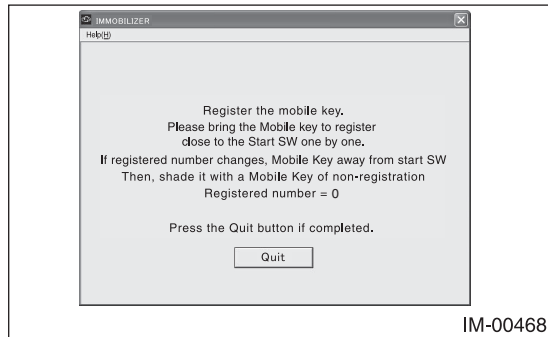 IMMOBILIZER
Help(H)
Register the mobile key.
Please bring the Mobile key to register
close to the Start SW one by one.
If registered number changes, Mobile Key away from start SW
Then, shade it with a Mobile Key of non-registration
Registered number = 0
Press the Quit button if completed.
Quit
IM-00468